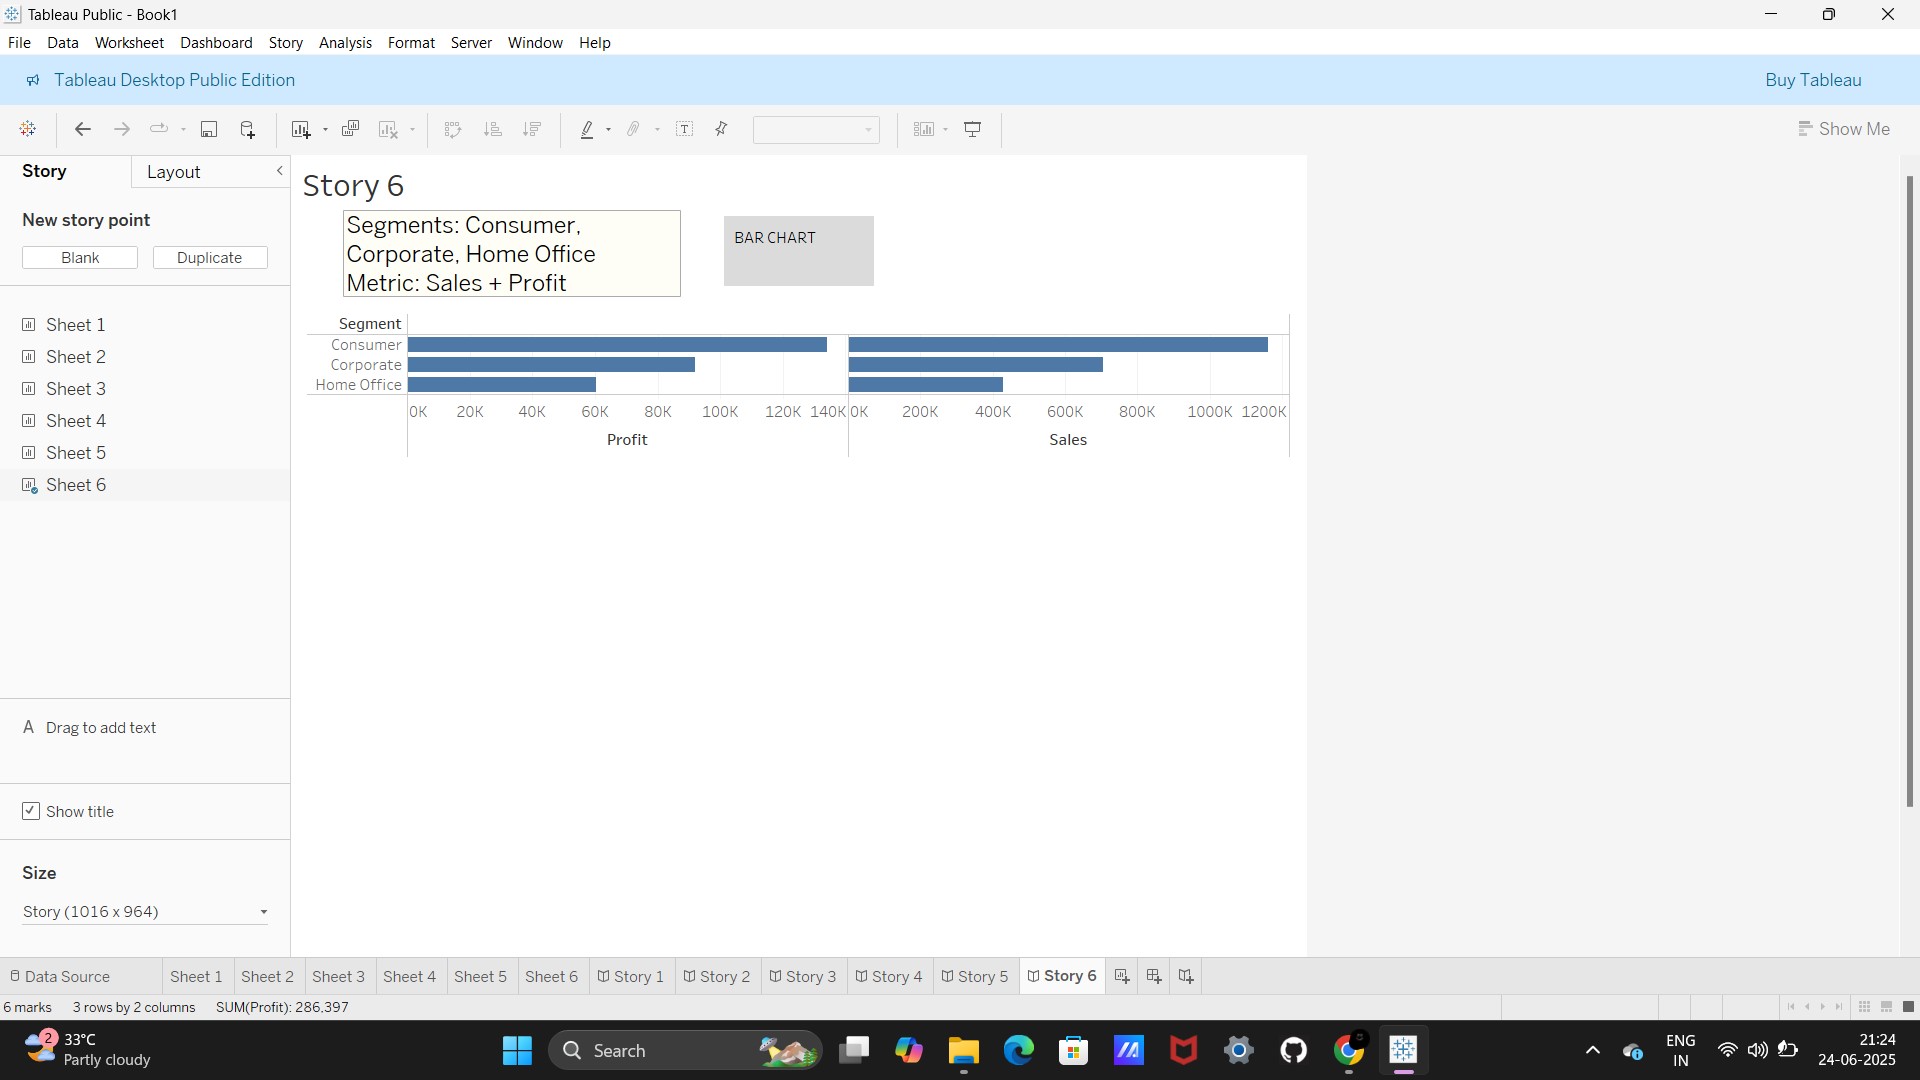 Tableau Public - Book1
File Data Worksheet Dashboard Story Analysis Format Server Window Help
Tableau Desktop Public Edition Buy Tableau
Show Me
Story Layout
New story point
Blank Duplicate
Sheet 1
Sheet 2
Sheet 3
Sheet 4
Sheet 5
Sheet 6
A Drag to add text
Show title
Size
Story (1016 x 964)
Story 6
Segments: Consumer,
Corporate, Home Office
Metric: Sales + Profit
BAR CHART
Segment
Consumer
Corporate
Home Office
0K 20K 40K 60K 80K 100K 120K 140K 0K 200K 400K 600K 800K 1000K 1200K
Profit Sales
Data Source Sheet 1 Sheet 2 Sheet 3 Sheet 4 Sheet 5 Sheet 6 Story 1 Story 2 Story 3 Story 4 Story 5 Story 6
6 marks 3 rows by 2 columns SUM(Profit): 286,397
2 33°C
Partly cloudy
Search
ENG
IN
21:24
24-06-2025